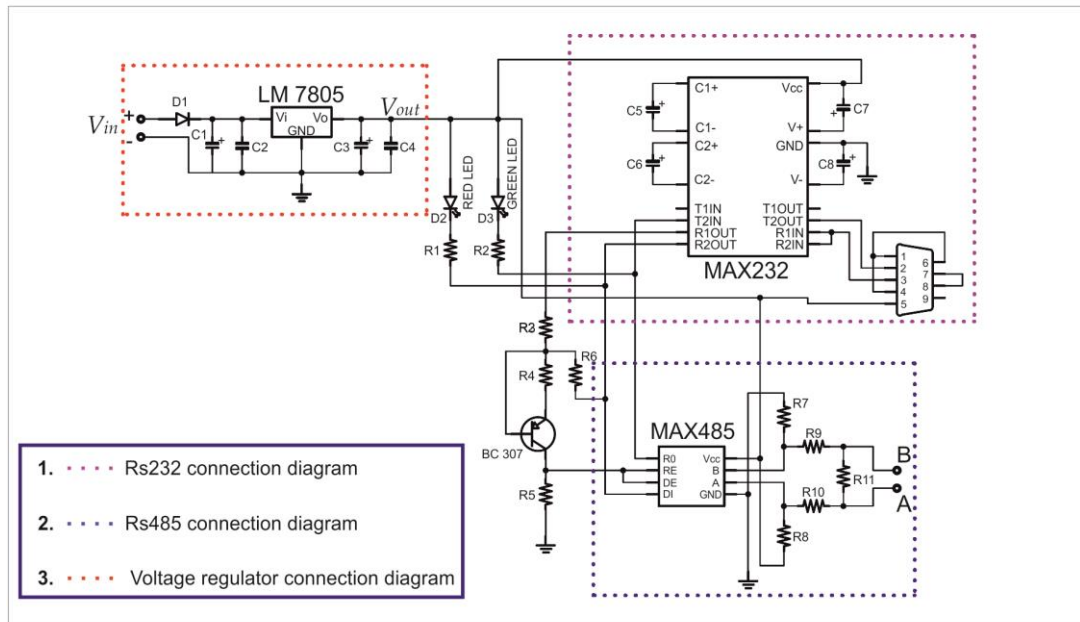 LM 7805
Vin
+
-
D1
Vi
Vo
GND
Vout
C1
+
C2
C3
+
C4
RED LED
GREEN LED
D2
D3
R1
R2
C5
+
C6
+
C1+
C1-
C2+
C2-
T1IN
T2IN
R1OUT
R2OUT
Vcc
V+
GND
V-
T1OUT
T2OUT
R1IN
R2IN
MAX232
C7
+
C8
+
1
2
3
4
5
6
7
8
9
R3
R4
R6
BC 307
R5
MAX485
R0
RE
DE
DI
Vcc
B
A
GND
R7
R9
R11
R10
R8
B
A
1. Rs232 connection diagram
2. Rs485 connection diagram
3. Voltage regulator connection diagram